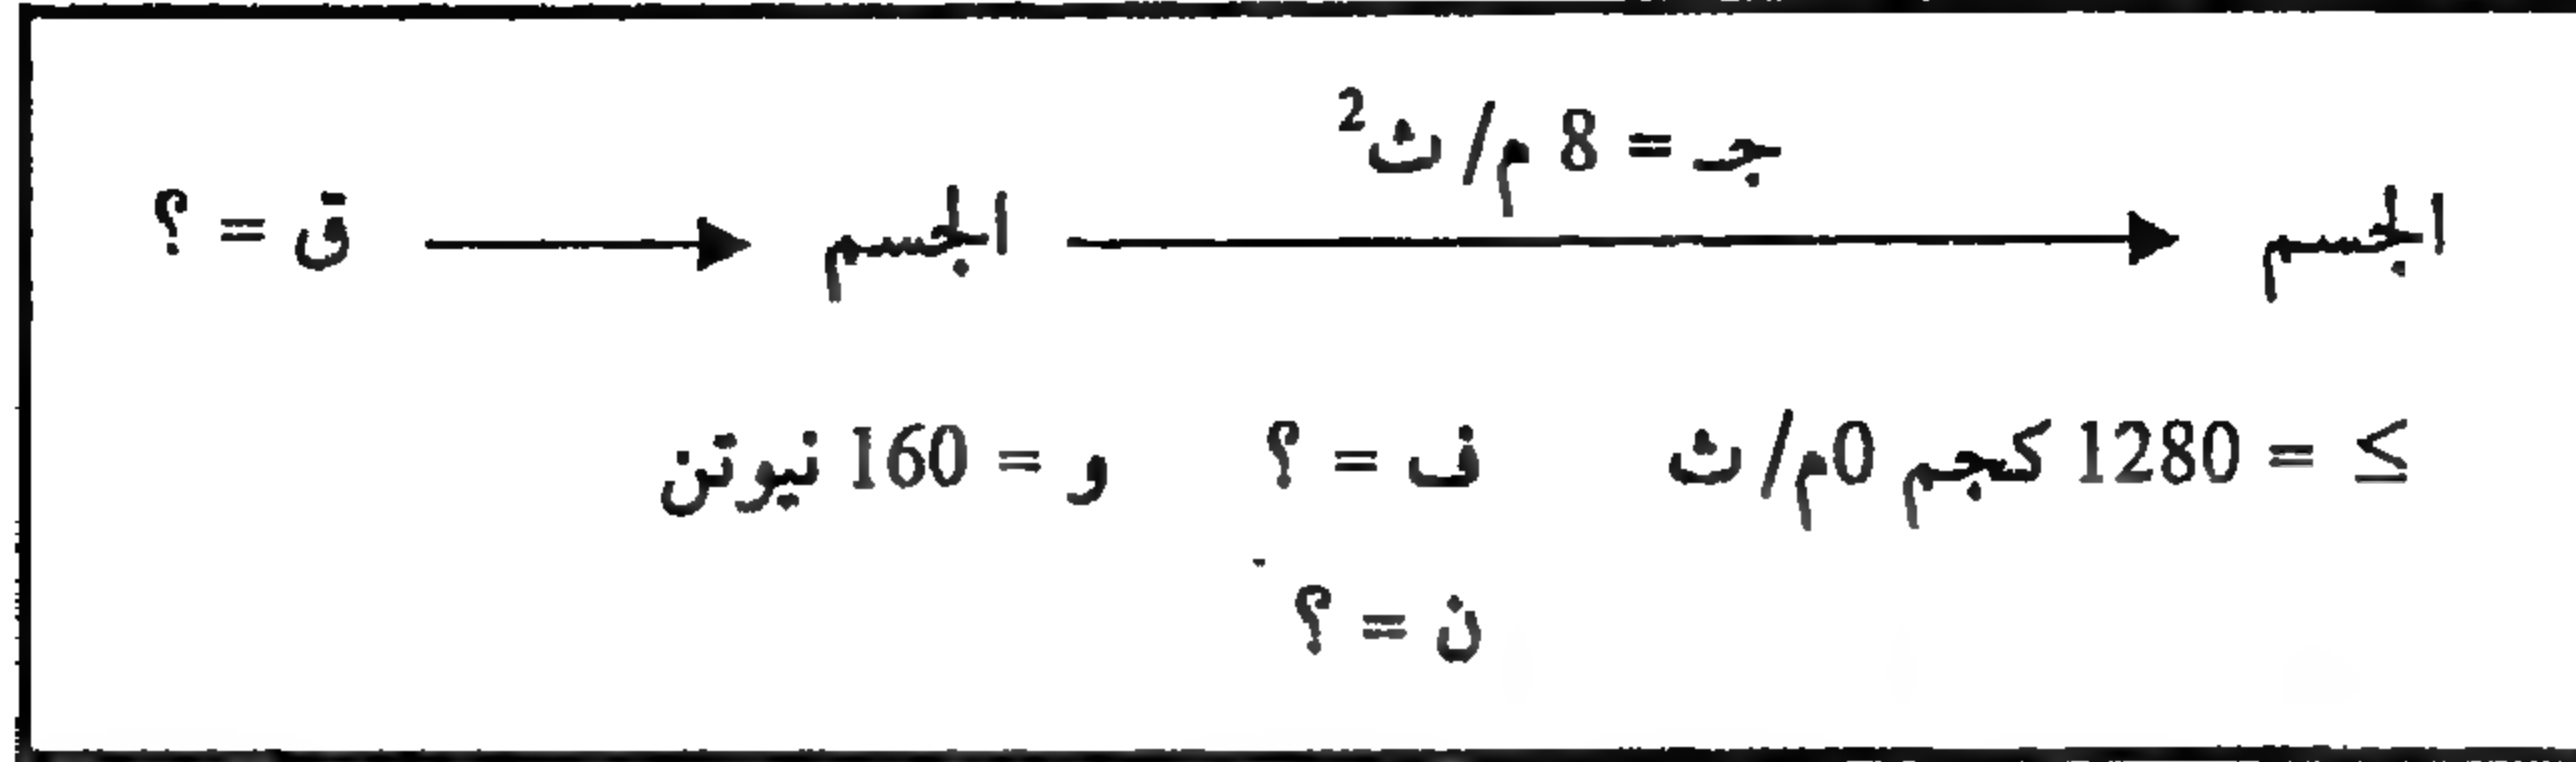 جـ = 8 م/ث²
الجسم الجسم ق = ؟
≤ = 1280 كجم 0م/ث ف = ؟ و = 160 نيوتن
ن = ؟